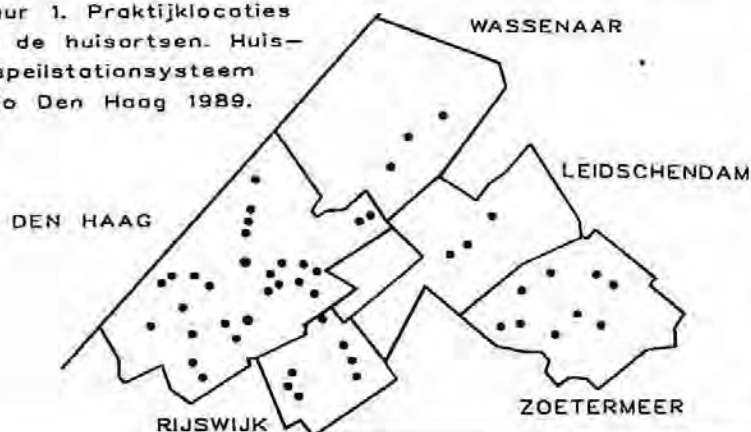 ur 1. Praktijklocaties
de huisartsen. Huis-
speilstationsysteem
o Den Haag 1989.
WASSENAAR
LEIDSCHENDAM
DEN HAAG
ZOETERMEER
RIJSWIJK